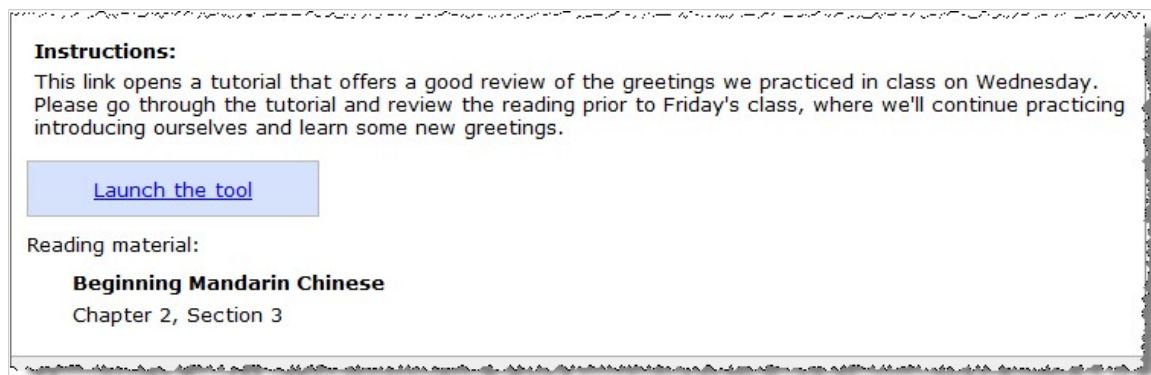 Instructions:
This link opens a tutorial that offers a good review of the greetings we practiced in class on Wednesday.
Please go through the tutorial and review the reading prior to Friday's class, where we'll continue practicing
introducing ourselves and learn some new greetings.
Launch the tool
Reading material:
Beginning Mandarin Chinese
Chapter 2, Section 3